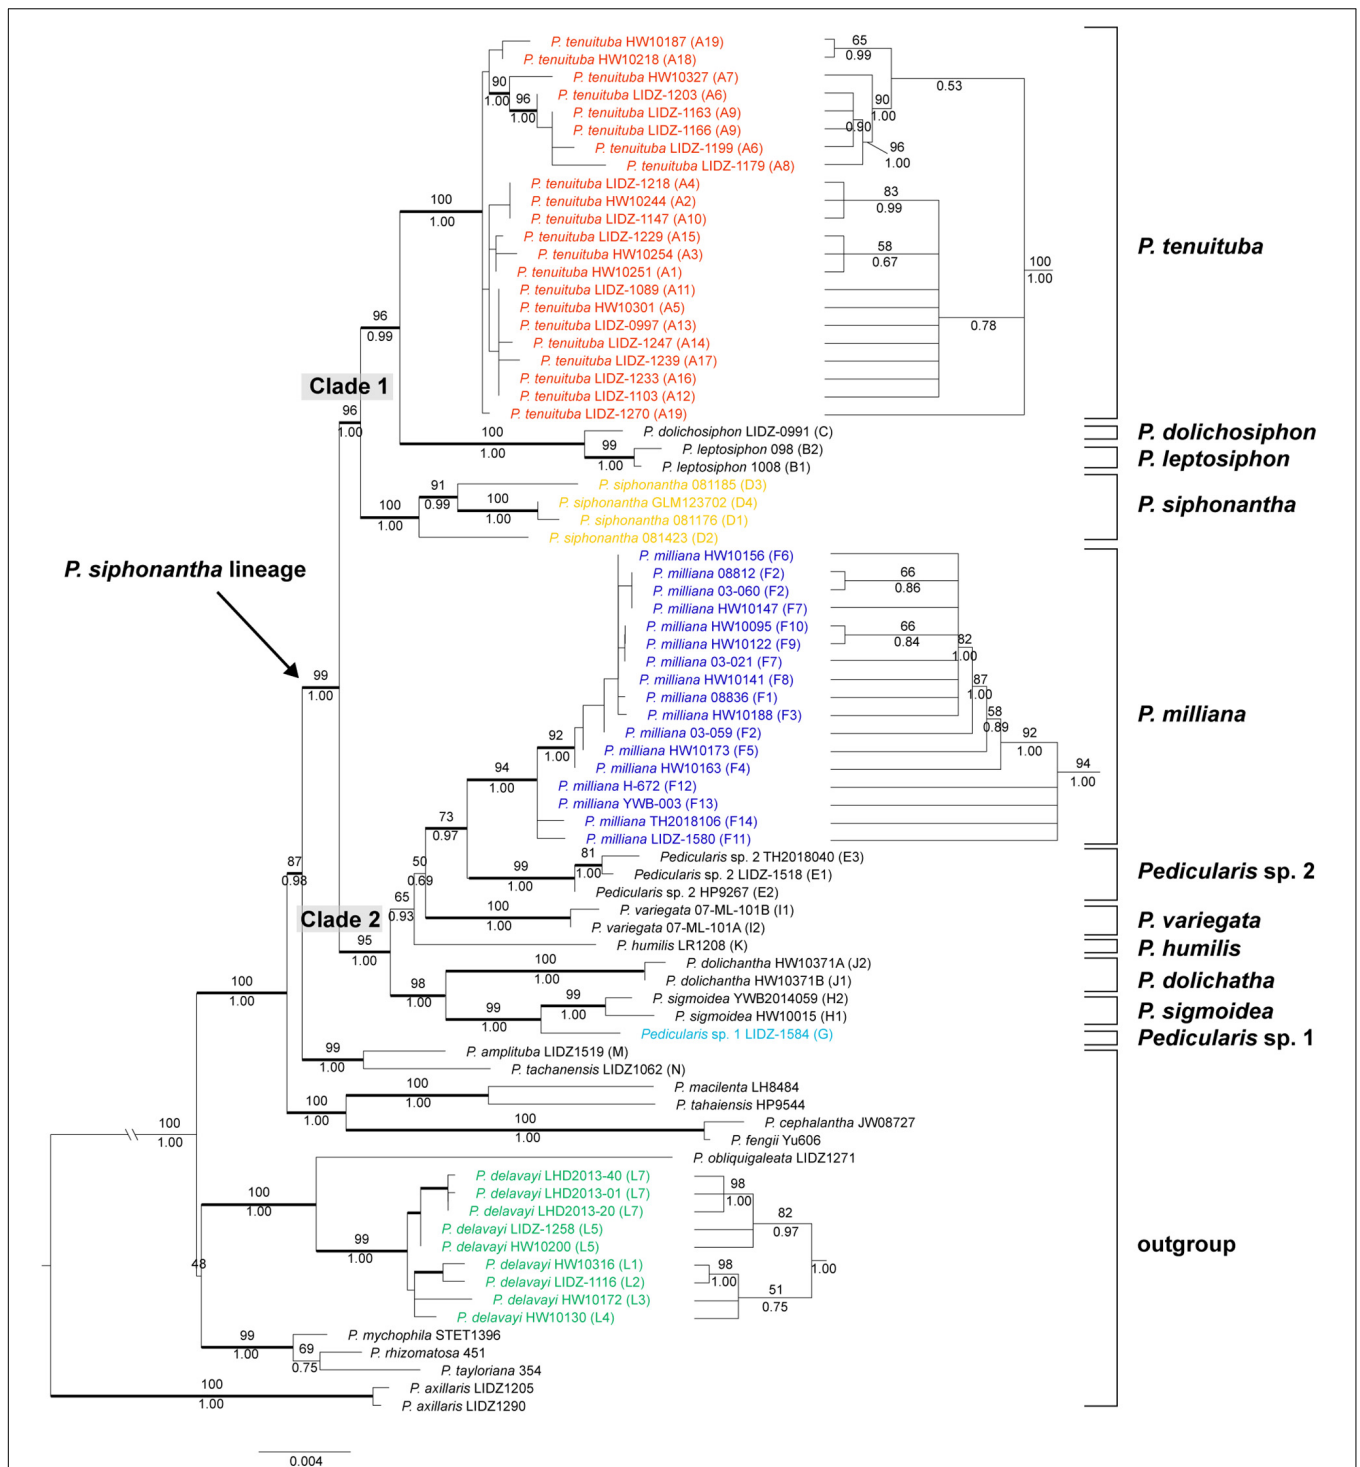 P. tenuituba HW10187 (A19)
P. tenuituba HW10218 (A18)
P. tenuituba HW10327 (A7)
P. tenuituba LIDZ-1203 (A6)
P. tenuituba LIDZ-1163 (A9)
P. tenuituba LIDZ-1166 (A9)
P. tenuituba LIDZ-1199 (A6)
P. tenuituba LIDZ-1179 (A8)
P. tenuituba LIDZ-1218 (A4)
P. tenuituba HW10244 (A2)
P. tenuituba LIDZ-1147 (A10)
P. tenuituba LIDZ-1229 (A15)
P. tenuituba HW10254 (A3)
P. tenuituba HW10251 (A1)
P. tenuituba LIDZ-1089 (A11)
P. tenuituba HW10301 (A5)
P. tenuituba LIDZ-0997 (A13)
P. tenuituba LIDZ-1247 (A14)
P. tenuituba LIDZ-1239 (A17)
P. tenuituba LIDZ-1233 (A16)
P. tenuituba LIDZ-1103 (A12)
P. tenuituba LIDZ-1270 (A19)
P. dolichosiphon LIDZ-0991 (C)
P. leptosiphon 098 (B2)
P. leptosiphon 1008 (B1)
P. siphonantha 081185 (D3)
P. siphonantha GLM123702 (D4)
P. siphonantha 081176 (D1)
P. siphonantha 081423 (D2)
P. milliana HW10156 (F6)
P. milliana 08812 (F2)
P. milliana 03-060 (F2)
P. milliana HW10147 (F7)
P. milliana HW10095 (F10)
P. milliana HW10122 (F9)
P. milliana 03-021 (F7)
P. milliana HW10141 (F8)
P. milliana 08836 (F1)
P. milliana HW10188 (F3)
P. milliana 03-059 (F2)
P. milliana HW10173 (F5)
P. milliana HW10163 (F4)
P. milliana H-672 (F12)
P. milliana YWB-003 (F13)
P. milliana TH2018106 (F14)
P. milliana LIDZ-1580 (F11)
Pedicularis sp. 2 TH2018040 (E3)
Pedicularis sp. 2 LIDZ-1518 (E1)
Pedicularis sp. 2 HP9267 (E2)
P. variegata 07-ML-101B (I1)
P. variegata 07-ML-101A (I2)
P. humilis LR1208 (K)
P. dolichantha HW10371A (J2)
P. dolichantha HW10371B (J1)
P. sigmoidea YWB2014059 (H2)
P. sigmoidea HW10015 (H1)
Pedicularis sp. 1 LIDZ-1584 (G)
P. amplituba LIDZ1519 (M)
P. tachanensis LIDZ1062 (N)
P. macilenta LH8484
P. tahaiensis HP9544
P. cephalantha JW08727
P. fengii Yu606
P. obliquigaleata LIDZ1271
P. delavayi LHD2013-40 (L7)
P. delavayi LHD2013-01 (L7)
P. delavayi LHD2013-20 (L7)
P. delavayi LIDZ-1258 (L5)
P. delavayi HW10200 (L5)
P. delavayi HW10316 (L1)
P. delavayi LIDZ-1116 (L2)
P. delavayi HW10172 (L3)
P. delavayi HW10130 (L4)
P. mychophila STET1396
P. rhizomatosa 451
P. tayloriana 354
P. axillaris LIDZ1205
P. axillaris LIDZ1290
90
1.00
96
1.00
100
1.00
96
0.99
Clade 1
96
1.00
100
1.00
99
1.00
91
0.99
100
1.00
100
1.00
P. siphonantha lineage
99
1.00
92
1.00
94
1.00
73
0.97
81
1.00
99
1.00
87
0.98
50
0.69
65
0.93
100
1.00
Clade 2
95
1.00
100
1.00
98
1.00
99
1.00
99
1.00
100
1.00
99
1.00
100
1.00
100
1.00
100
1.00
100
1.00
100
1.00
99
1.00
48
99
1.00
69
0.75
100
1.00
0.004
65
0.99
0.53
90
1.00
0.90
96
1.00
83
0.99
58
0.67
100
1.00
0.78
66
0.86
66
0.84
82
1.00
87
1.00
58
0.89
92
1.00
94
1.00
98
1.00
82
0.97
98
1.00
1.00
51
0.75
P. tenuituba
P. dolichosiphon
P. leptosiphon
P. siphonantha
P. milliana
Pedicularis sp. 2
P. variegata
P. humilis
P. dolichatha
P. sigmoidea
Pedicularis sp. 1
outgroup